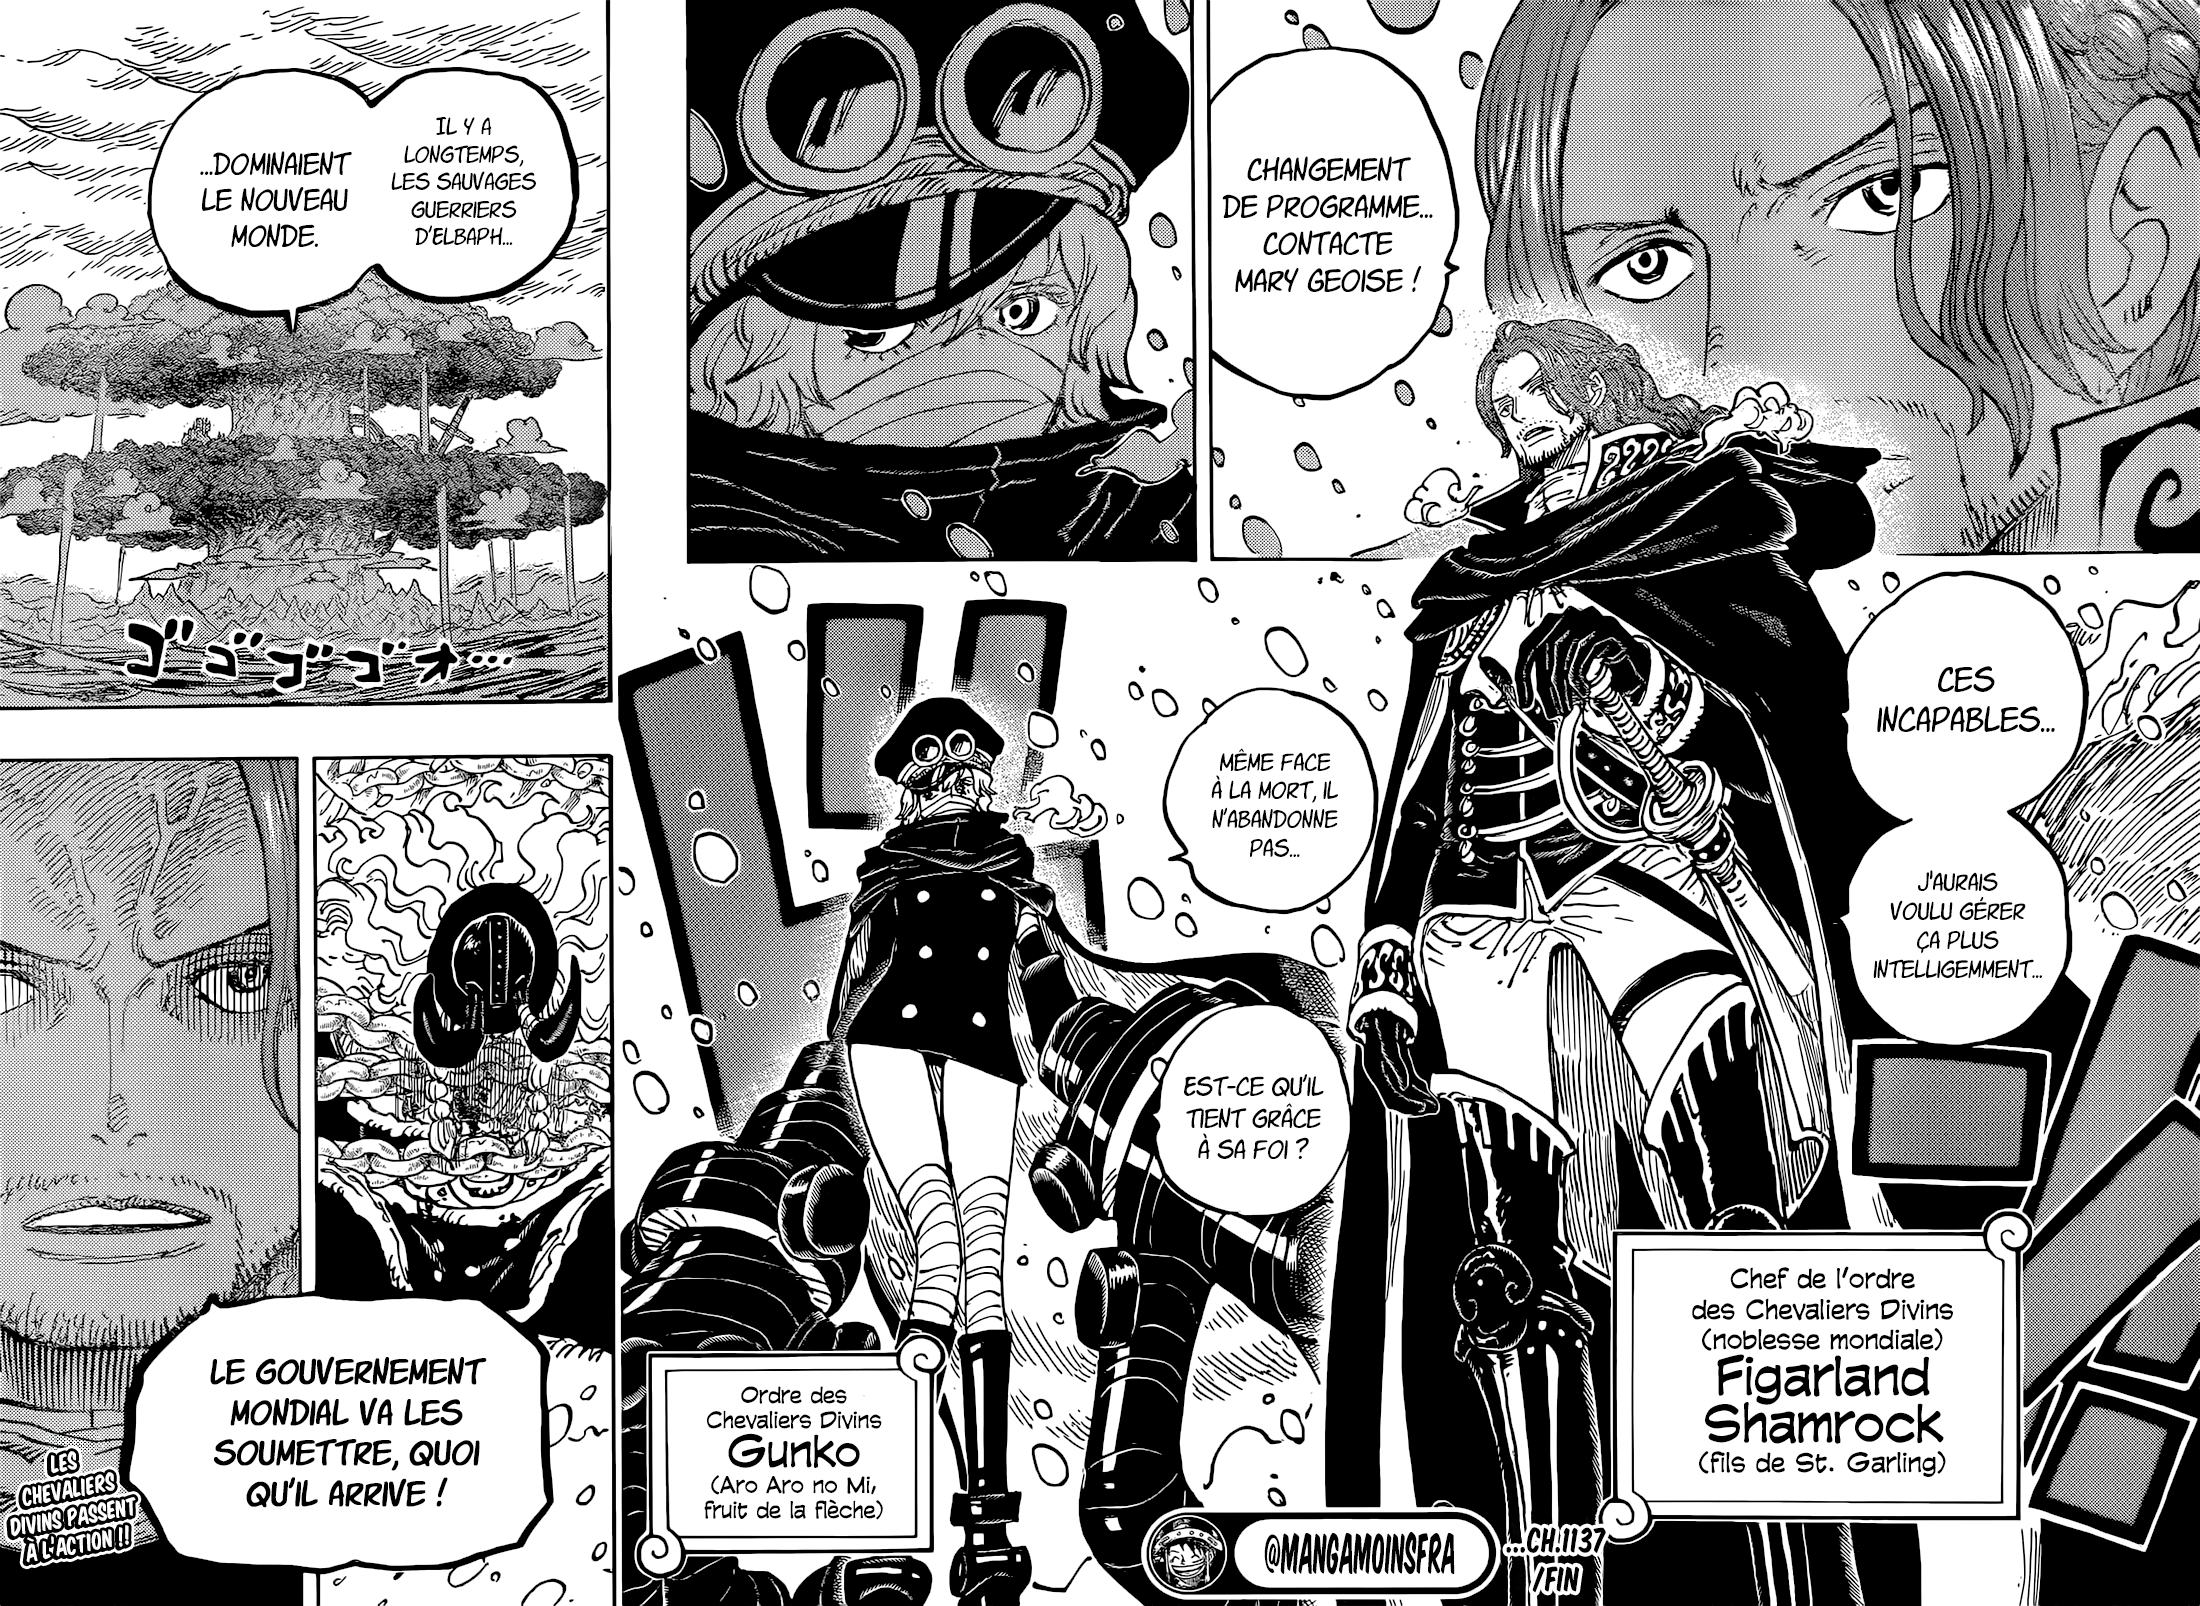 CHANGEMENT
DE PROGRAMME...
CONTACTE
MARY GEOISE !
CES
INCAPABLES...
J'AURAIS
VOULU GÉRER
ÇA PLUS
INTELLIGEMMENT...
MÊME FACE
À LA MORT, IL
N'ABANDONNE
PAS...
EST-CE QU'IL
TIENT GRÂCE
À SA FOI ?
Chef de l'ordre
des Chevaliers Divins
(noblesse mondiale)
Figarland
Shamrock
(fils de St. Garling)
Ordre des
Chevaliers Divins
Gunko
(Aro Aro no Mi,
fruit de la flèche)
IL Y A
LONGTEMPS,
LES SAUVAGES
GUERRIERS
D'ELBAPH...
...DOMINAIENT
LE NOUVEAU
MONDE.
ゴゴゴゴォ...
LE GOUVERNEMENT
MONDIAL VA LES
SOUMETTRE, QUOI
QU'IL ARRIVE !
LES
CHEVALIERS
DIVINS PASSENT
À L'ACTION !!
@MANGAMOINSFRA
...CH.1137
/FIN